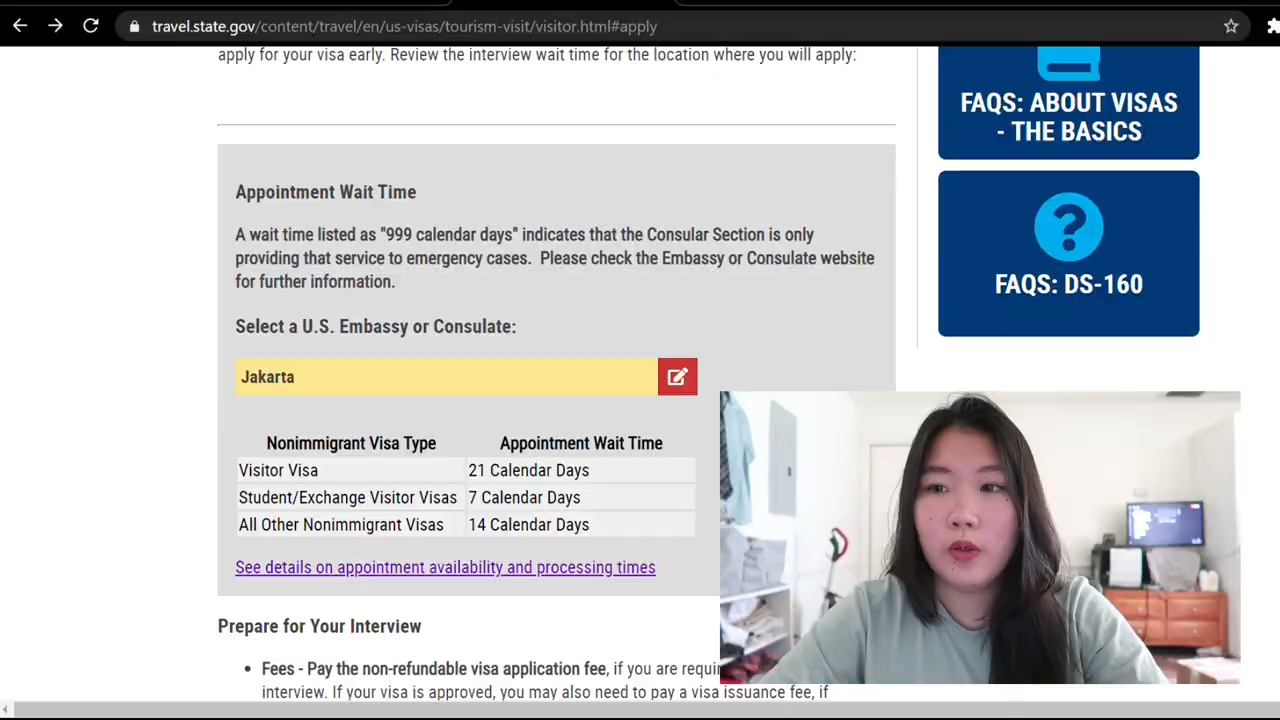 travel.state.gov/content/travel/en/us-visas/tourism-visit/visitor.html#apply
apply for your visa early. Review the interview wait time for the location where you will apply:
FAQS: ABOUT VISAS
- THE BASICS
FAQS: DS-160
Appointment Wait Time
A wait time listed as "999 calendar days" indicates that the Consular Section is only
providing that service to emergency cases. Please check the Embassy or Consulate website
for further information.
Select a U.S. Embassy or Consulate:
Jakarta
Nonimmigrant Visa Type Appointment Wait Time
Visitor Visa 21 Calendar Days
Student/Exchange Visitor Visas 7 Calendar Days
All Other Nonimmigrant Visas 14 Calendar Days
See details on appointment availability and processing times
Prepare for Your Interview
• Fees - Pay the non-refundable visa application fee, if you are
interview. If your visa is approved, you may also need to pay a visa issuance fee, if